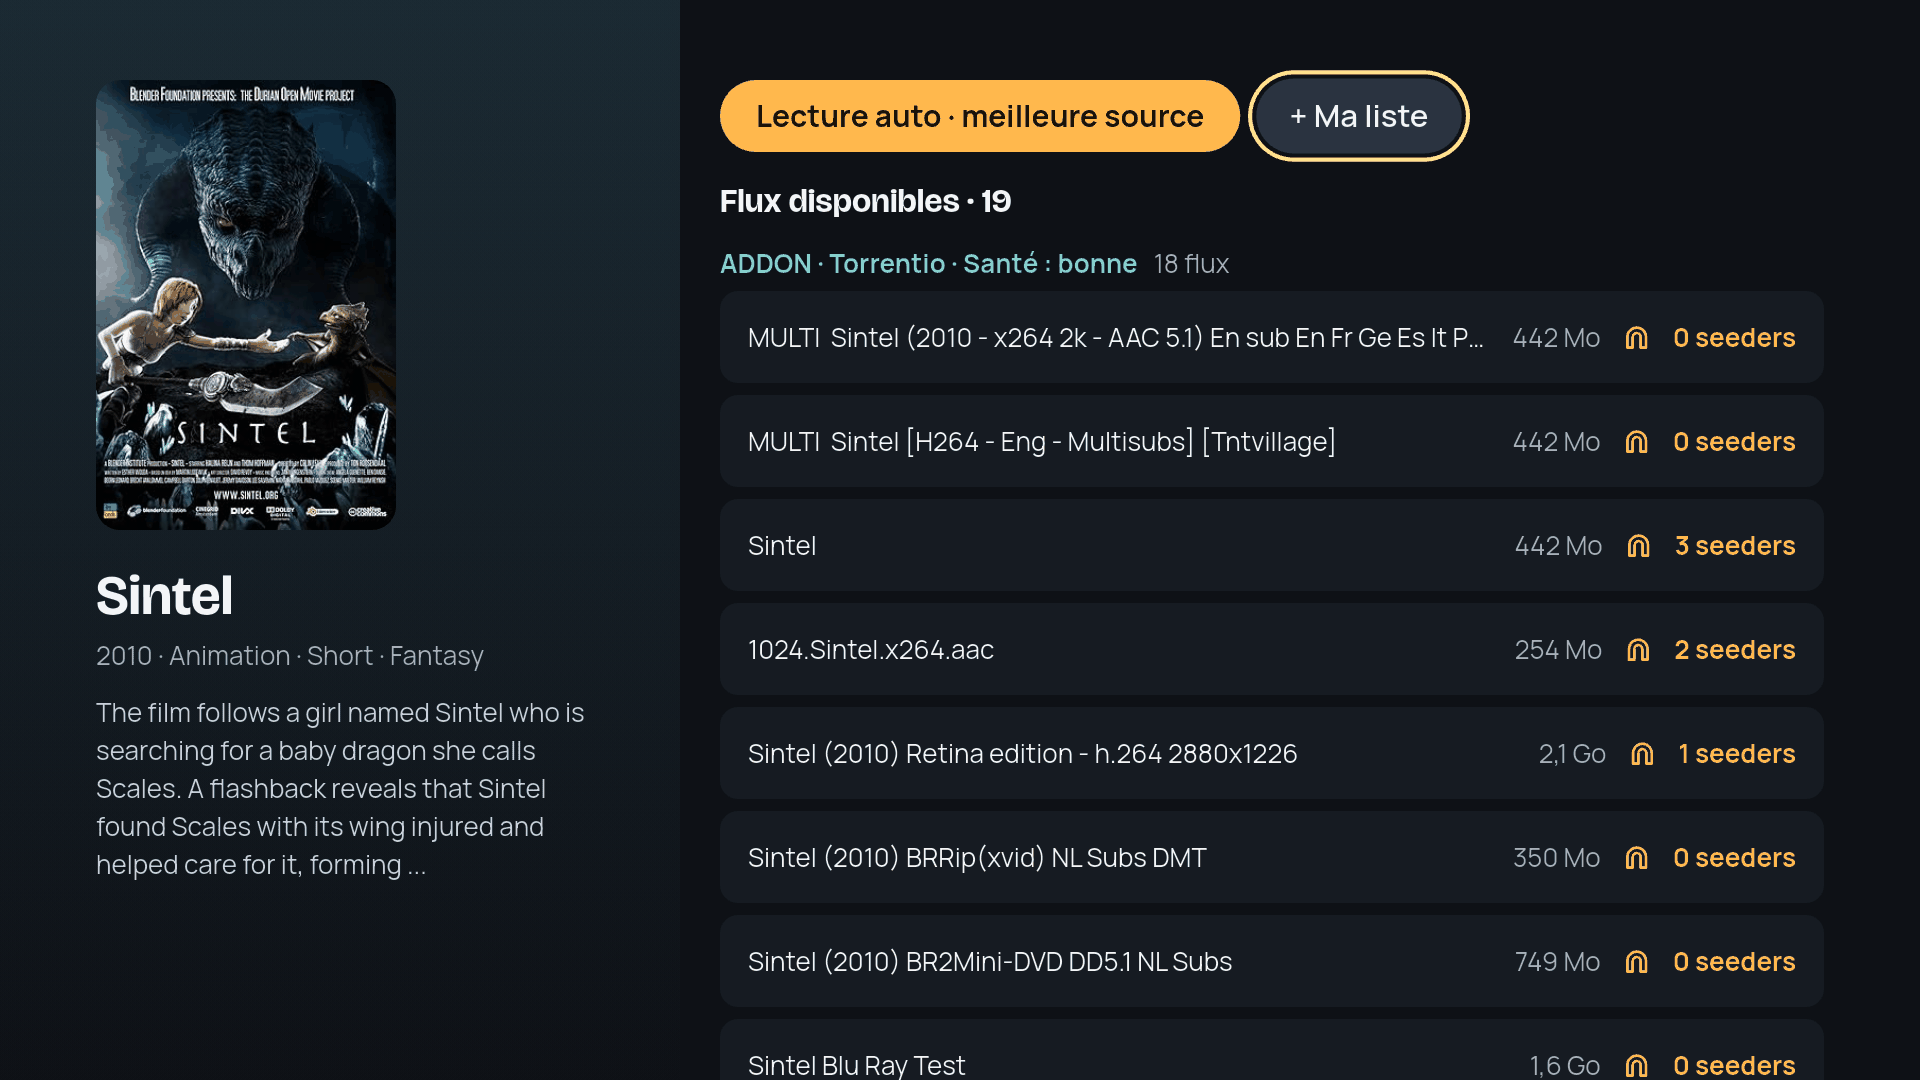 BLENDER FOUNDATION PRESENTS: THE DURIAN OPEN MOVIE PROJECT
SINTEL
WWW.SINTEL.ORG
blenderfoundation
CINEGRID
DIVX
DOLBY
DIGITAL
creative
commons
Sintel
2010 · Animation · Short · Fantasy
The film follows a girl named Sintel who is
searching for a baby dragon she calls
Scales. A flashback reveals that Sintel
found Scales with its wing injured and
helped care for it, forming ...
Lecture auto · meilleure source
+ Ma liste
Flux disponibles · 19
ADDON · Torrentio · Santé : bonne 18 flux
MULTI Sintel (2010 - x264 2k - AAC 5.1) En sub En Fr Ge Es It P... 442 Mo 0 seeders
MULTI Sintel [H264 - Eng - Multisubs] [Tntvillage] 442 Mo 0 seeders
Sintel 442 Mo 3 seeders
1024.Sintel.x264.aac 254 Mo 2 seeders
Sintel (2010) Retina edition - h.264 2880x1226 2,1 Go 1 seeders
Sintel (2010) BRRip(xvid) NL Subs DMT 350 Mo 0 seeders
Sintel (2010) BR2Mini-DVD DD5.1 NL Subs 749 Mo 0 seeders
Sintel Blu Ray Test 1,6 Go 0 seeders